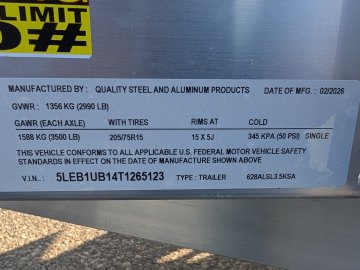 NG
LIMIT
0#
MANUFACTURED BY: QUALITY STEEL AND ALUMINUM PRODUCTS DATE OF MFG.: 02/2026
GVWR: 1356 KG (2990 LB)
GAWR (EACH AXLE) WITH TIRES RIMS AT COLD
1588 KG (3500 LB) 205/75R15 15 X 5J 345 KPA (50 PSI) SINGLE
THIS VEHICLE CONFORMS TO ALL APPLICABLE U.S. FEDERAL MOTOR VEHICLE SAFETY
STANDARDS IN EFFECT ON THE DATE OF MANUFACTURE SHOWN ABOVE
V.I.N.: 5LEB1UB14T1265123 TYPE: TRAILER 628ALSL3.5KSA